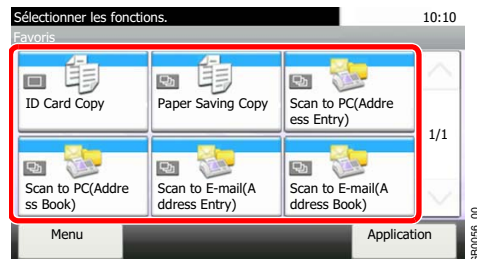 Sélectionner les fonctions.
10:10
Favoris
ID Card Copy
Paper Saving Copy
Scan to PC(Addre
ess Entry)
1/1
Scan to PC(Addre
ss Book)
Scan to E-mail(A
ddress Entry)
Scan to E-mail(A
ddress Book)
Menu
Application
GB0056_00